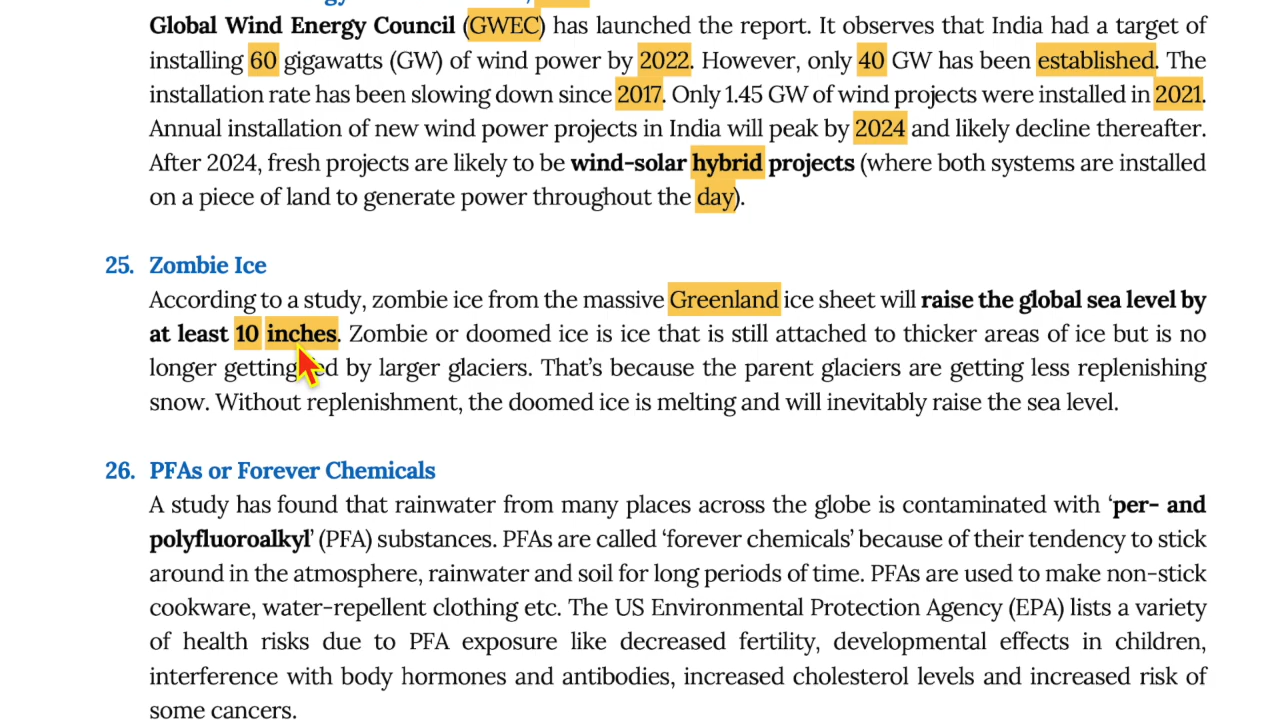 Global Wind Energy Council (GWEC) has launched the report. It observes that India had a target of
installing 60 gigawatts (GW) of wind power by 2022. However, only 40 GW has been established. The
installation rate has been slowing down since 2017. Only 1.45 GW of wind projects were installed in 2021.
Annual installation of new wind power projects in India will peak by 2024 and likely decline thereafter.
After 2024, fresh projects are likely to be wind-solar hybrid projects (where both systems are installed
on a piece of land to generate power throughout the day).
25. Zombie Ice
According to a study, zombie ice from the massive Greenland ice sheet will raise the global sea level by
at least 10 inches. Zombie or doomed ice is ice that is still attached to thicker areas of ice but is no
longer getting by larger glaciers. That's because the parent glaciers are getting less replenishing
snow. Without replenishment, the doomed ice is melting and will inevitably raise the sea level.
26. PFAs or Forever Chemicals
A study has found that rainwater from many places across the globe is contaminated with ‘per- and
polyfluoroalkyl’ (PFA) substances. PFAs are called ‘forever chemicals’ because of their tendency to stick
around in the atmosphere, rainwater and soil for long periods of time. PFAs are used to make non-stick
cookware, water-repellent clothing etc. The US Environmental Protection Agency (EPA) lists a variety
of health risks due to PFA exposure like decreased fertility, developmental effects in children,
interference with body hormones and antibodies, increased cholesterol levels and increased risk of
some cancers.